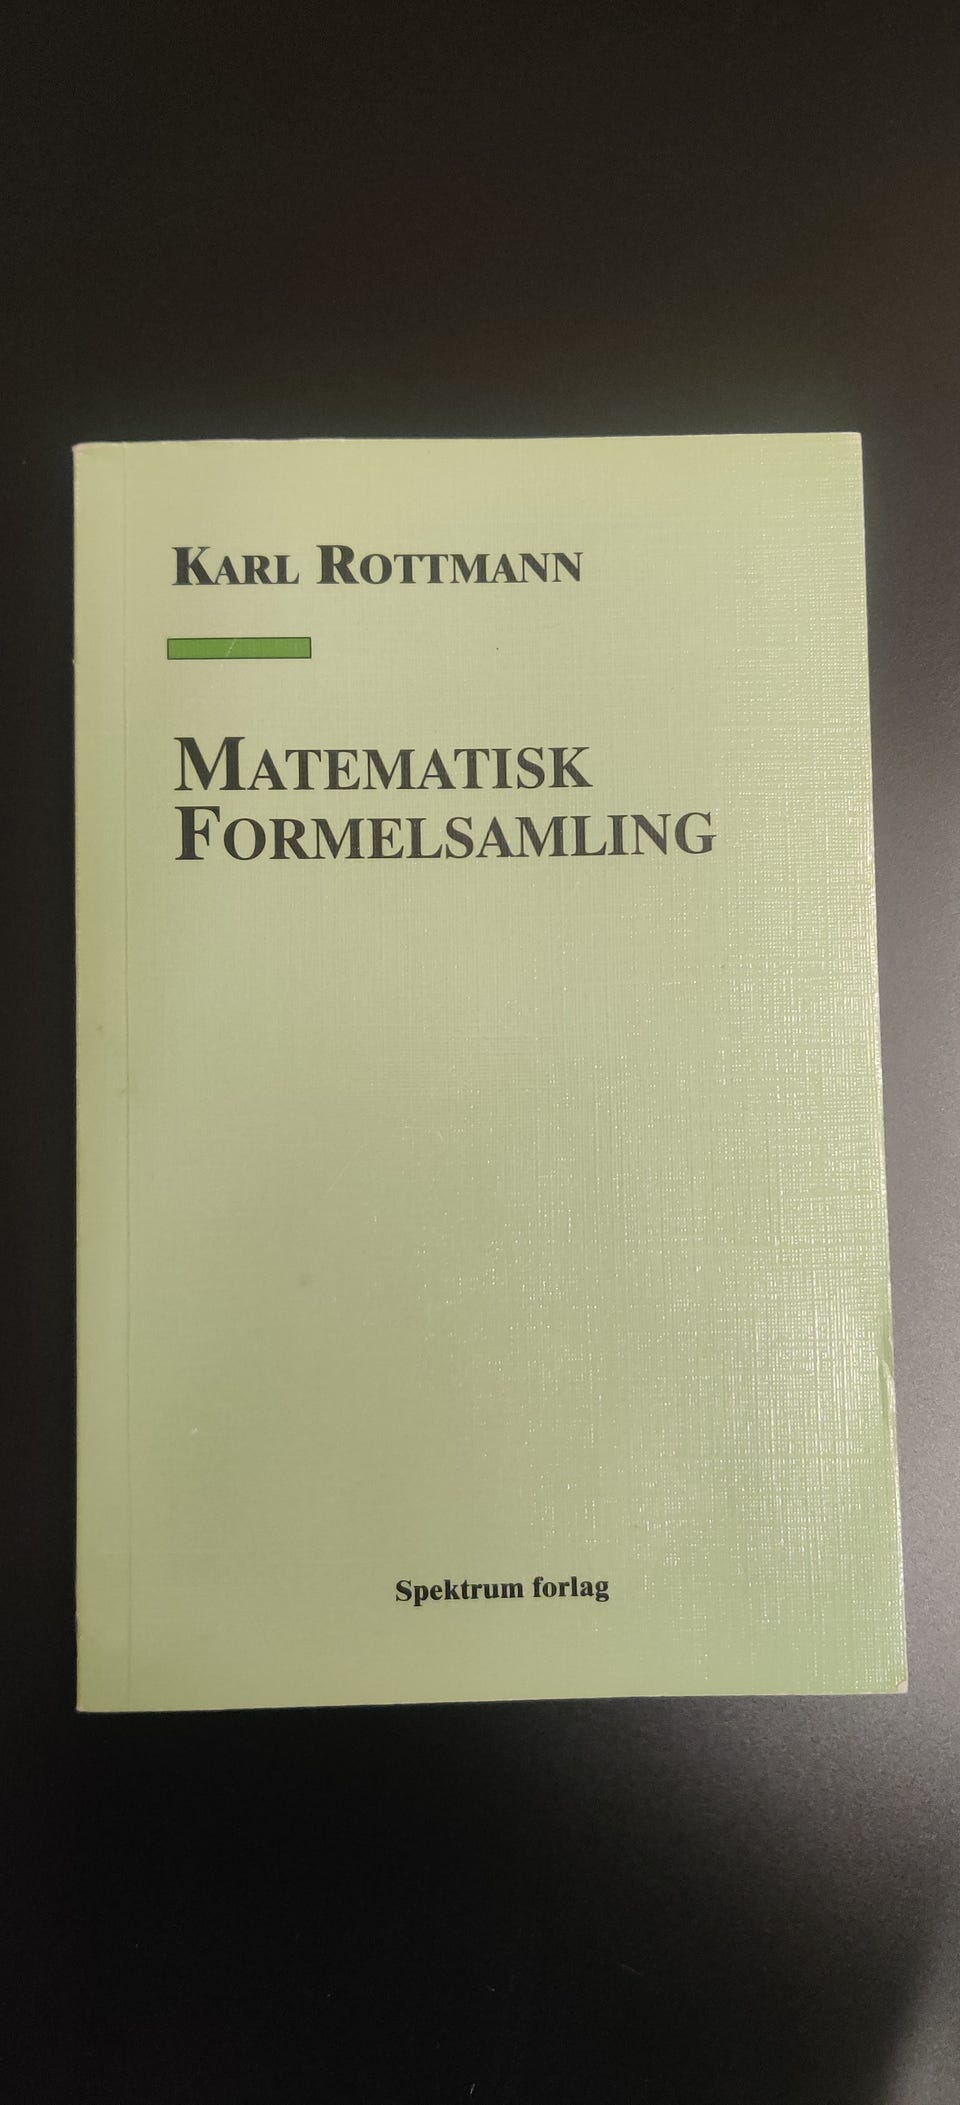 KARL ROTTMANN
MATEMATISK
FORMELSAMLING
Spektrum forlag